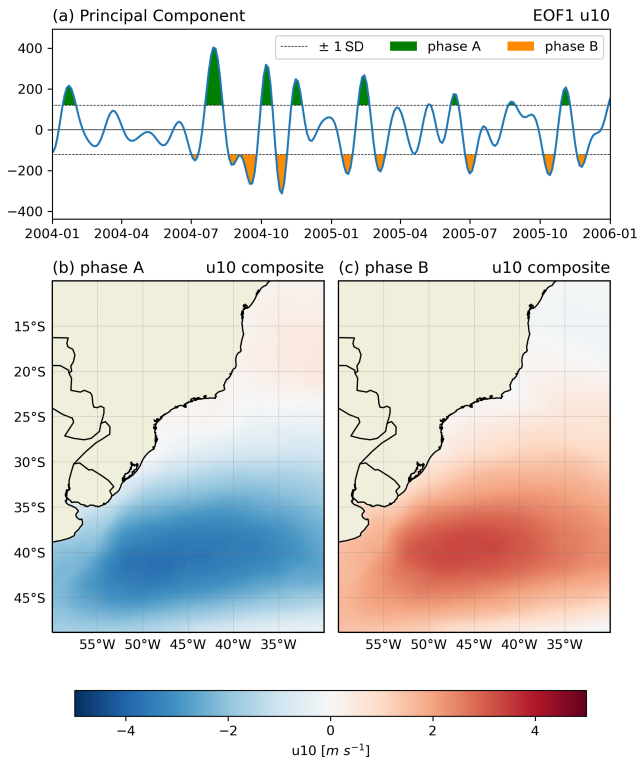 (a) Principal Component EOF1 u10
± 1 SD phase A phase B
400
200
0
−200
−400
2004-01 2004-04 2004-07 2004-10 2005-01 2005-04 2005-07 2005-10 2006-01
(b) phase A u10 composite (c) phase B u10 composite
15°S
20°S
25°S
30°S
35°S
40°S
45°S
55°W 50°W 45°W 40°W 35°W 55°W 50°W 45°W 40°W 35°W
−4 −2 0 2 4
u10 [m s⁻¹]